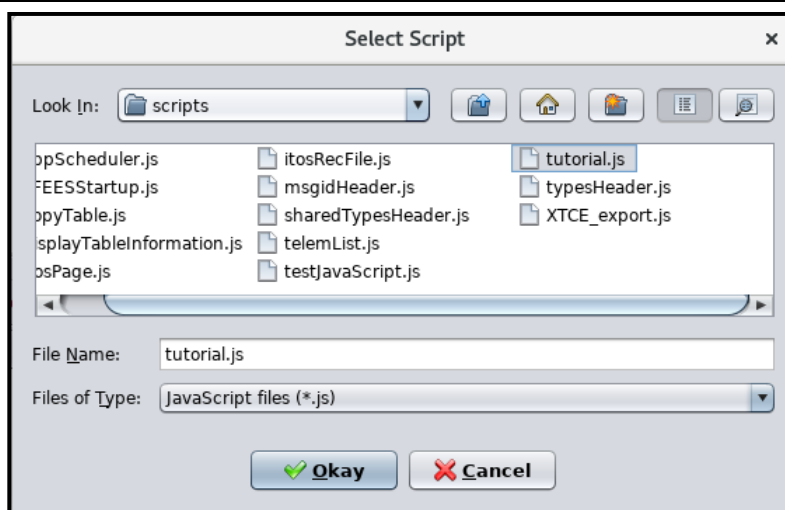 Select Script
Look In: scripts
ppScheduler.js itosRecFile.js tutorial.js
FEESStartup.js msgidHeader.js typesHeader.js
opyTable.js sharedTypesHeader.js XTCE_export.js
isplayTableInformation.js telemList.js
osPage.js testJavaScript.js
File Name: tutorial.js
Files of Type: JavaScript files (*.js)
Okay Cancel